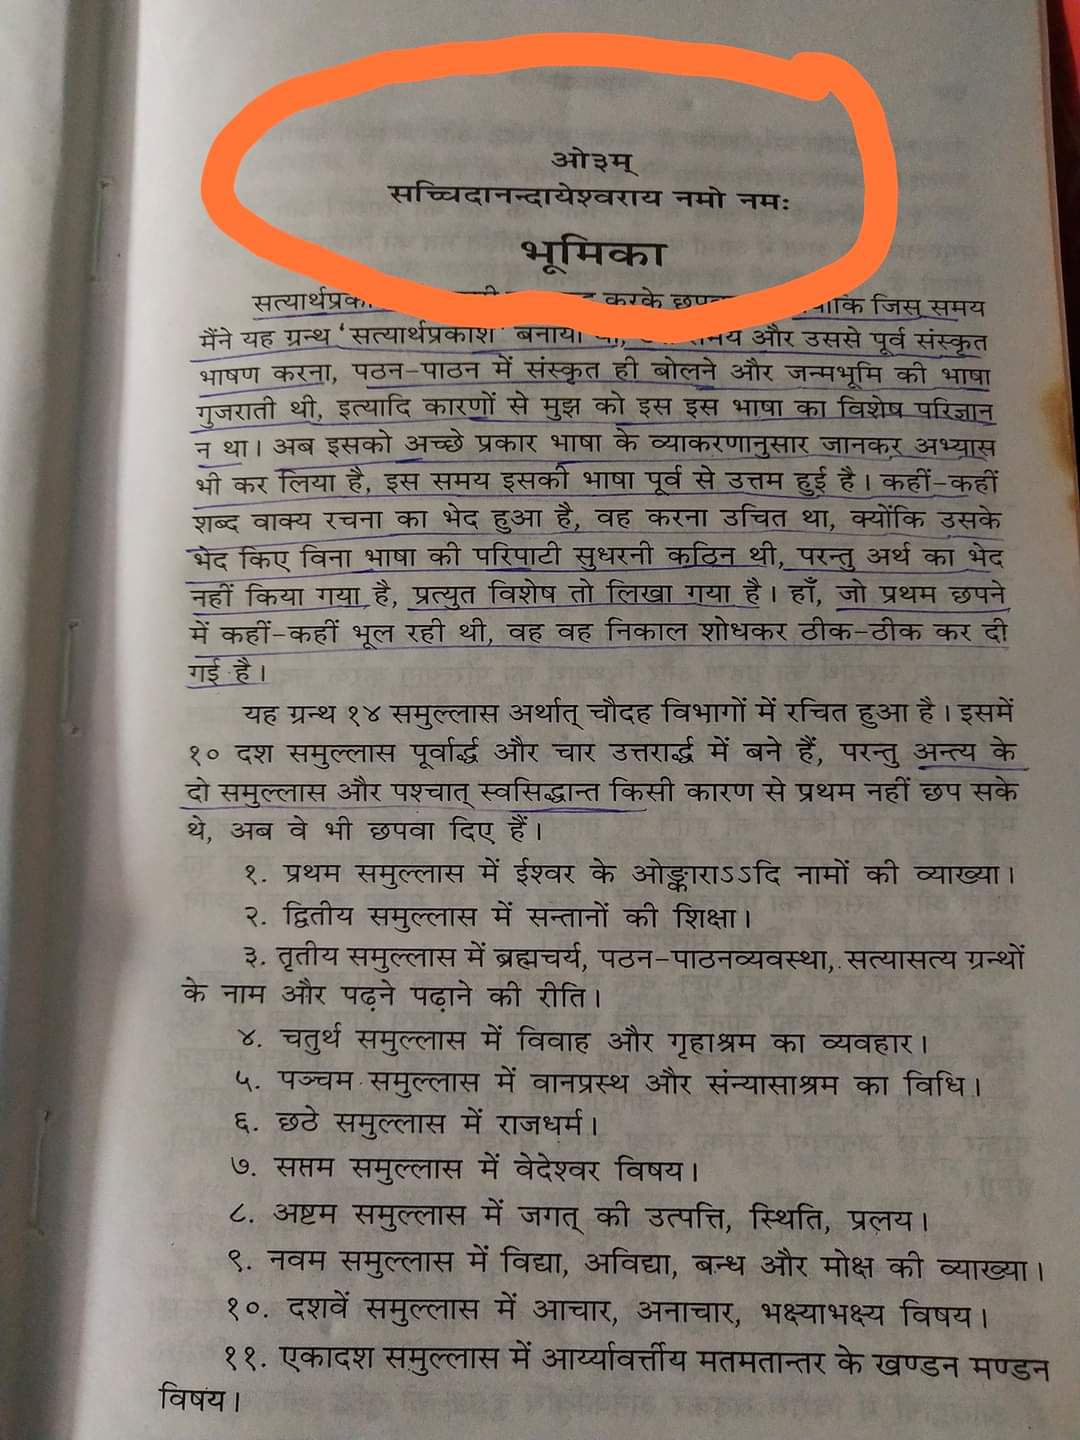 ओ३म्
सच्चिदानन्दायेश्वराय नमो नमः
भूमिका
करके जिस समय
मैंने यह ग्रन्थ ‘सत्यार्थप्रकाश’ बनाया और उससे पूर्व संस्कृत
भाषण करना, पठन-पाठन में संस्कृत ही बोलने और जन्मभूमि की भाषा
गुजराती थी, इत्यादि कारणों से मुझ को इस इस भाषा का विशेष परिज्ञान
न था। अब इसको अच्छे प्रकार भाषा के व्याकरणानुसार जानकर अभ्यास
भी कर लिया है, इस समय इसकी भाषा पूर्व से उत्तम हुई है। कहीं-कहीं
शब्द वाक्य रचना का भेद हुआ है, वह करना उचित था, क्योंकि उसके
भेद किए विना भाषा की परिपाटी सुधरनी कठिन थी, परन्तु अर्थ का भेद
नहीं किया गया है, प्रत्युत विशेष तो लिखा गया है। हाँ, जो प्रथम छपने
में कहीं-कहीं भूल रही थी, वह वह निकाल शोधकर ठीक-ठीक कर दी
गई है।
यह ग्रन्थ १४ समुल्लास अर्थात् चौदह विभागों में रचित हुआ है। इसमें
१० दश समुल्लास पूर्वार्द्ध और चार उत्तरार्द्ध में बने हैं, परन्तु अन्त्य के
दो समुल्लास और पश्चात् स्वसिद्धान्त किसी कारण से प्रथम नहीं छप सके
थे, अब वे भी छपवा दिए हैं।
१. प्रथम समुल्लास में ईश्वर के ओङ्काराऽऽदि नामों की व्याख्या।
२. द्वितीय समुल्लास में सन्तानों की शिक्षा।
३. तृतीय समुल्लास में ब्रह्मचर्य, पठन-पाठनव्यवस्था, सत्यासत्य ग्रन्थों
के नाम और पढ़ने पढ़ाने की रीति।
४. चतुर्थ समुल्लास में विवाह और गृहाश्रम का व्यवहार।
५. पञ्चम समुल्लास में वानप्रस्थ और संन्यासाश्रम का विधि।
६. छठे समुल्लास में राजधर्म।
७. सप्तम समुल्लास में वेदेश्वर विषय।
८. अष्टम समुल्लास में जगत् की उत्पत्ति, स्थिति, प्रलय।
९. नवम समुल्लास में विद्या, अविद्या, बन्ध और मोक्ष की व्याख्या।
१०. दशवें समुल्लास में आचार, अनाचार, भक्ष्याभक्ष्य विषय।
११. एकादश समुल्लास में आर्य्यावर्त्तीय मतमतान्तर के खण्डन मण्डन
विषय।